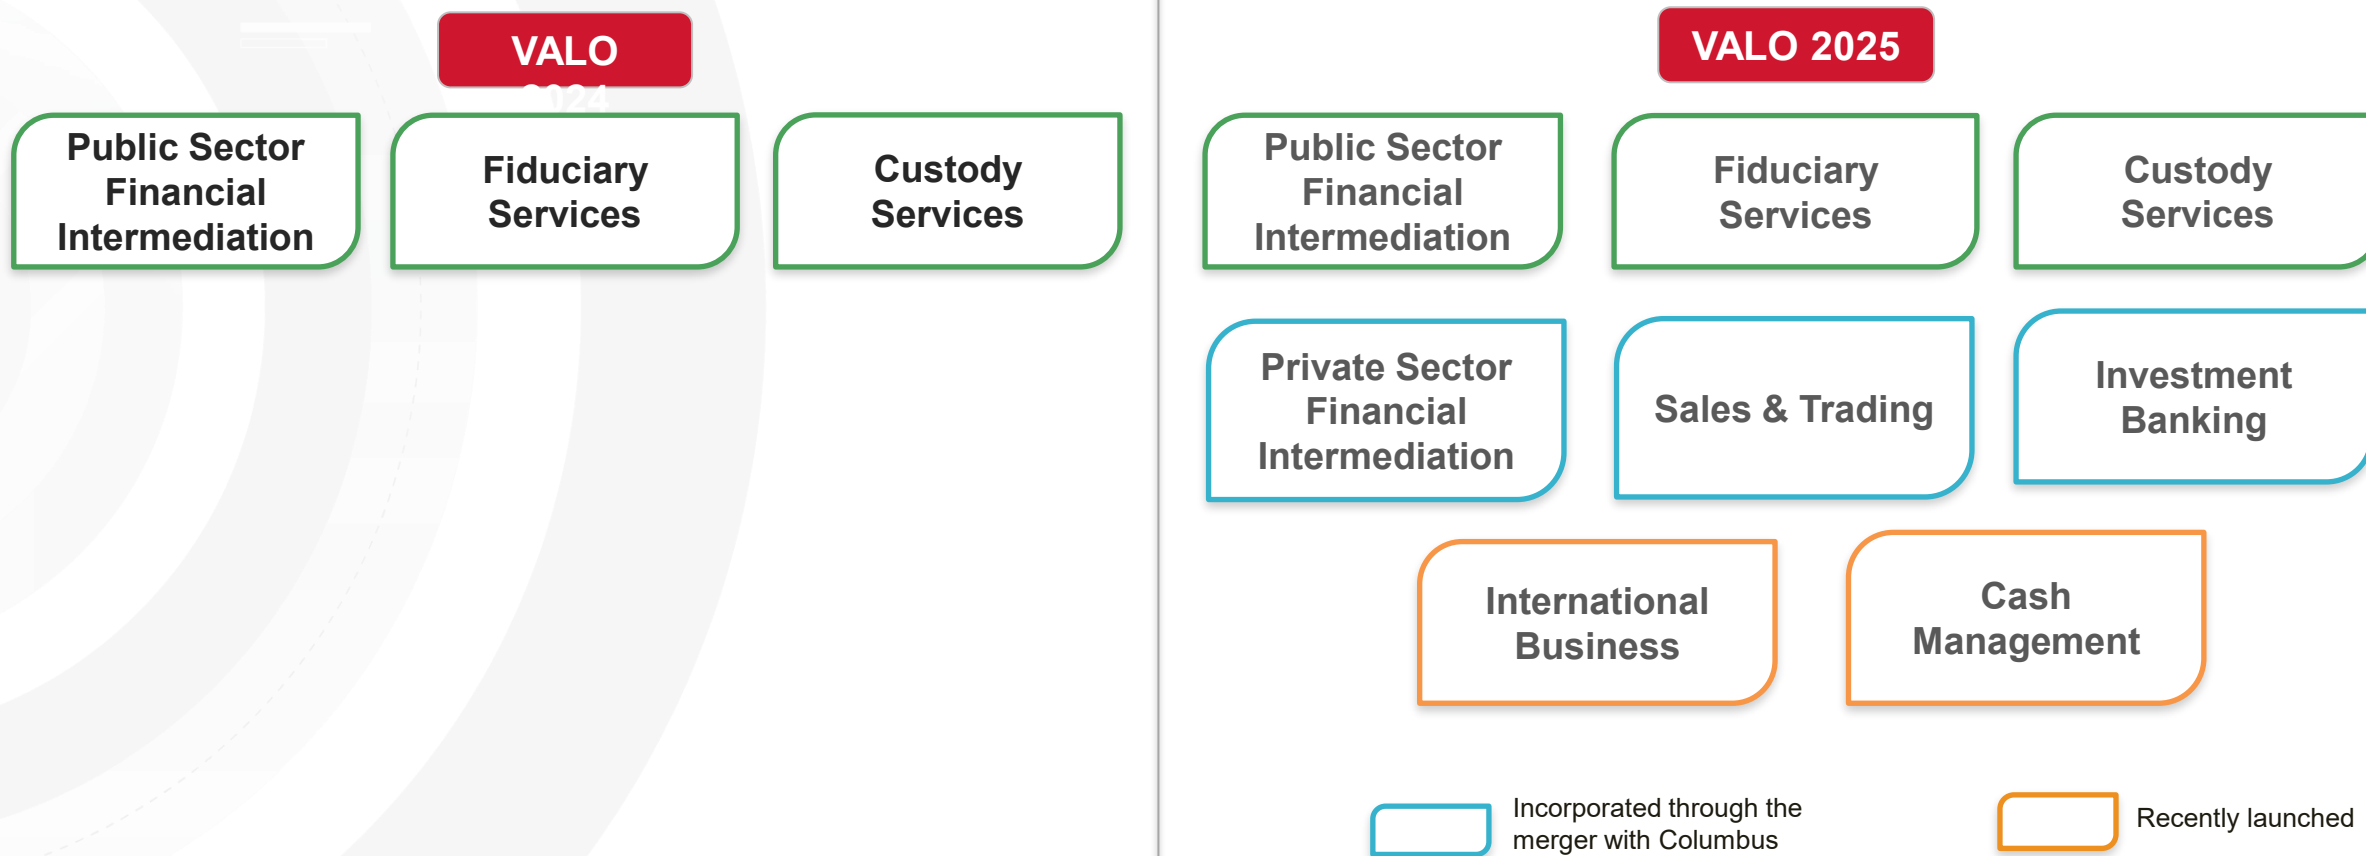 VALO
2024
Public Sector
Financial
Intermediation
Fiduciary
Services
Custody
Services
VALO 2025
Public Sector
Financial
Intermediation
Fiduciary
Services
Custody
Services
Private Sector
Financial
Intermediation
Sales & Trading
Investment
Banking
International
Business
Cash
Management
Incorporated through the
merger with Columbus
Recently launched